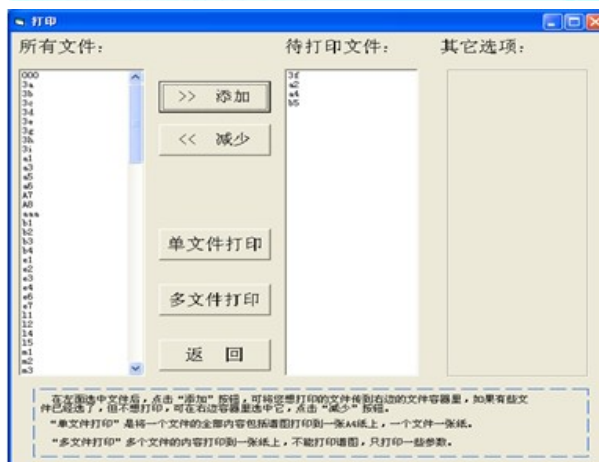 打印
所有文件：
待打印文件：
其它选项：
000
3a
3b
3c
3d
3e
3g
3h
3i
a1
a3
a5
a6
A7
A8
aaa
b1
b2
b3
b4
e1
e2
e3
e4
e6
e7
l1
l2
l4
l5
m1
m2
m3
>> 添加
<< 减少
单文件打印
多文件打印
返 回
3f
a2
a4
b5
在左面选中文件后，点击“添加”按钮，可将您想打印的文件传到右边的文件容器里，如果有些文
件已经选了，但不想打印，可在右边容器里选中它，点击“减少”按钮。
“单文件打印”是将一个文件的全部内容包括谱图打印到一张A4纸上，一个文件一张纸。
“多文件打印”多个文件的内容打印到一张纸上，不能打印谱图，只打印一些参数。